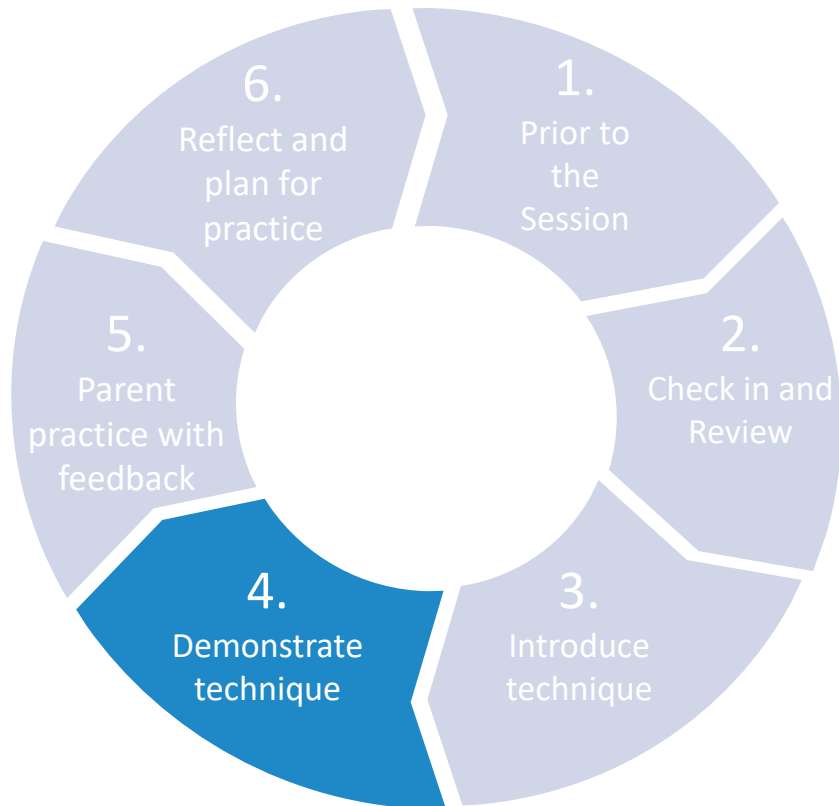 1.
Prior to
the
Session
2.
Check in and
Review
3.
Introduce
technique
4.
Demonstrate
technique
5.
Parent
practice with
feedback
6.
Reflect and
plan for
practice